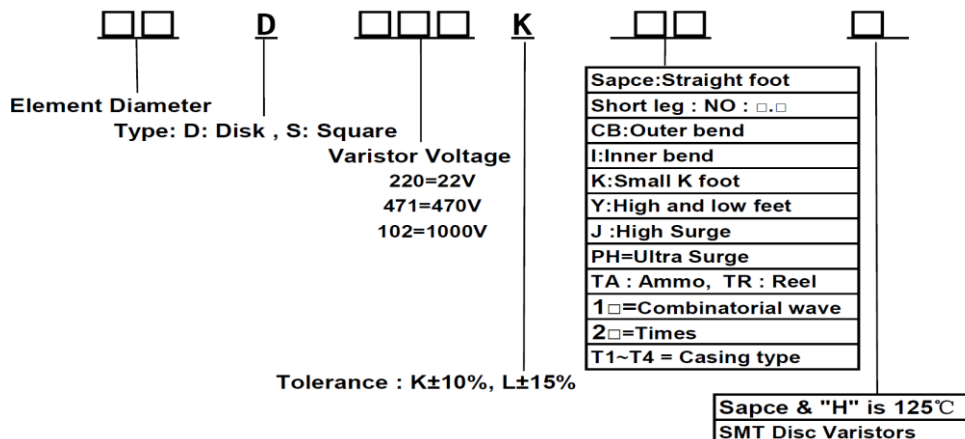 □□ D □□□ K □□ □
Element Diameter
Type: D: Disk , S: Square
Varistor Voltage
220=22V
471=470V
102=1000V
Sapce:Straight foot
Short leg : NO : □.□
CB:Outer bend
I:Inner bend
K:Small K foot
Y:High and low feet
J :High Surge
PH=Ultra Surge
TA : Ammo, TR : Reel
1□=Combinatorial wave
2□=Times
T1~T4 = Casing type
Tolerance : K±10%, L±15%
Sapce & "H" is 125℃
SMT Disc Varistors